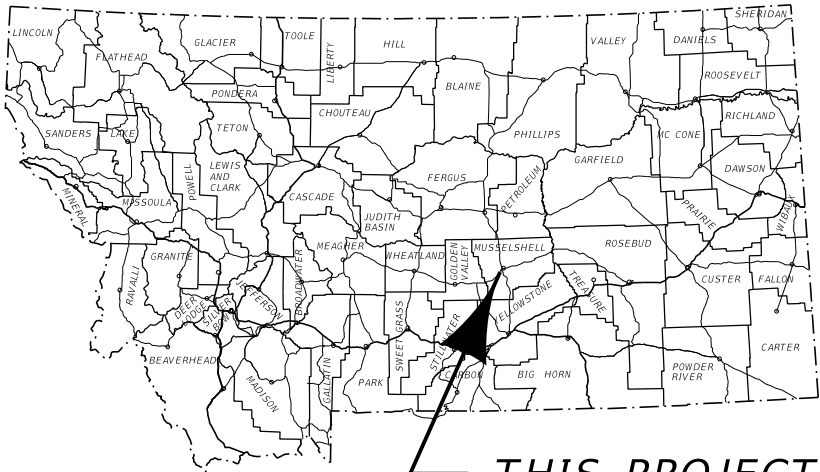 SHERIDAN
LINCOLN
GLACIER
TOOLE
LIBERTY
HILL
VALLEY
DANIELS
FLATHEAD
ROOSEVELT
PONDERA
BLAINE
CHOUTEAU
RICHLAND
SANDERS
LAKE
TETON
PHILLIPS
MC CONE
GARFIELD
LEWIS
AND
CLARK
POWELL
FERGUS
PETROLEUM
DAWSON
MINERAL
MISSOULA
CASCADE
JUDITH
BASIN
PRAIRIE
WIBAUX
GRANITE
MEAGHER
BROADWATER
WHEATLAND
GOLDEN
VALLEY
MUSSELSHELL
ROSEBUD
RAVALLI
DEER
LODGE
SILVER
BOW
JEFFERSON
YELLOWSTONE
TREASURE
CUSTER
FALLON
SWEET GRASS
STILLWATER
BEAVERHEAD
MADISON
GALLATIN
PARK
CARBON
BIG HORN
POWDER
RIVER
CARTER
THIS PROJECT